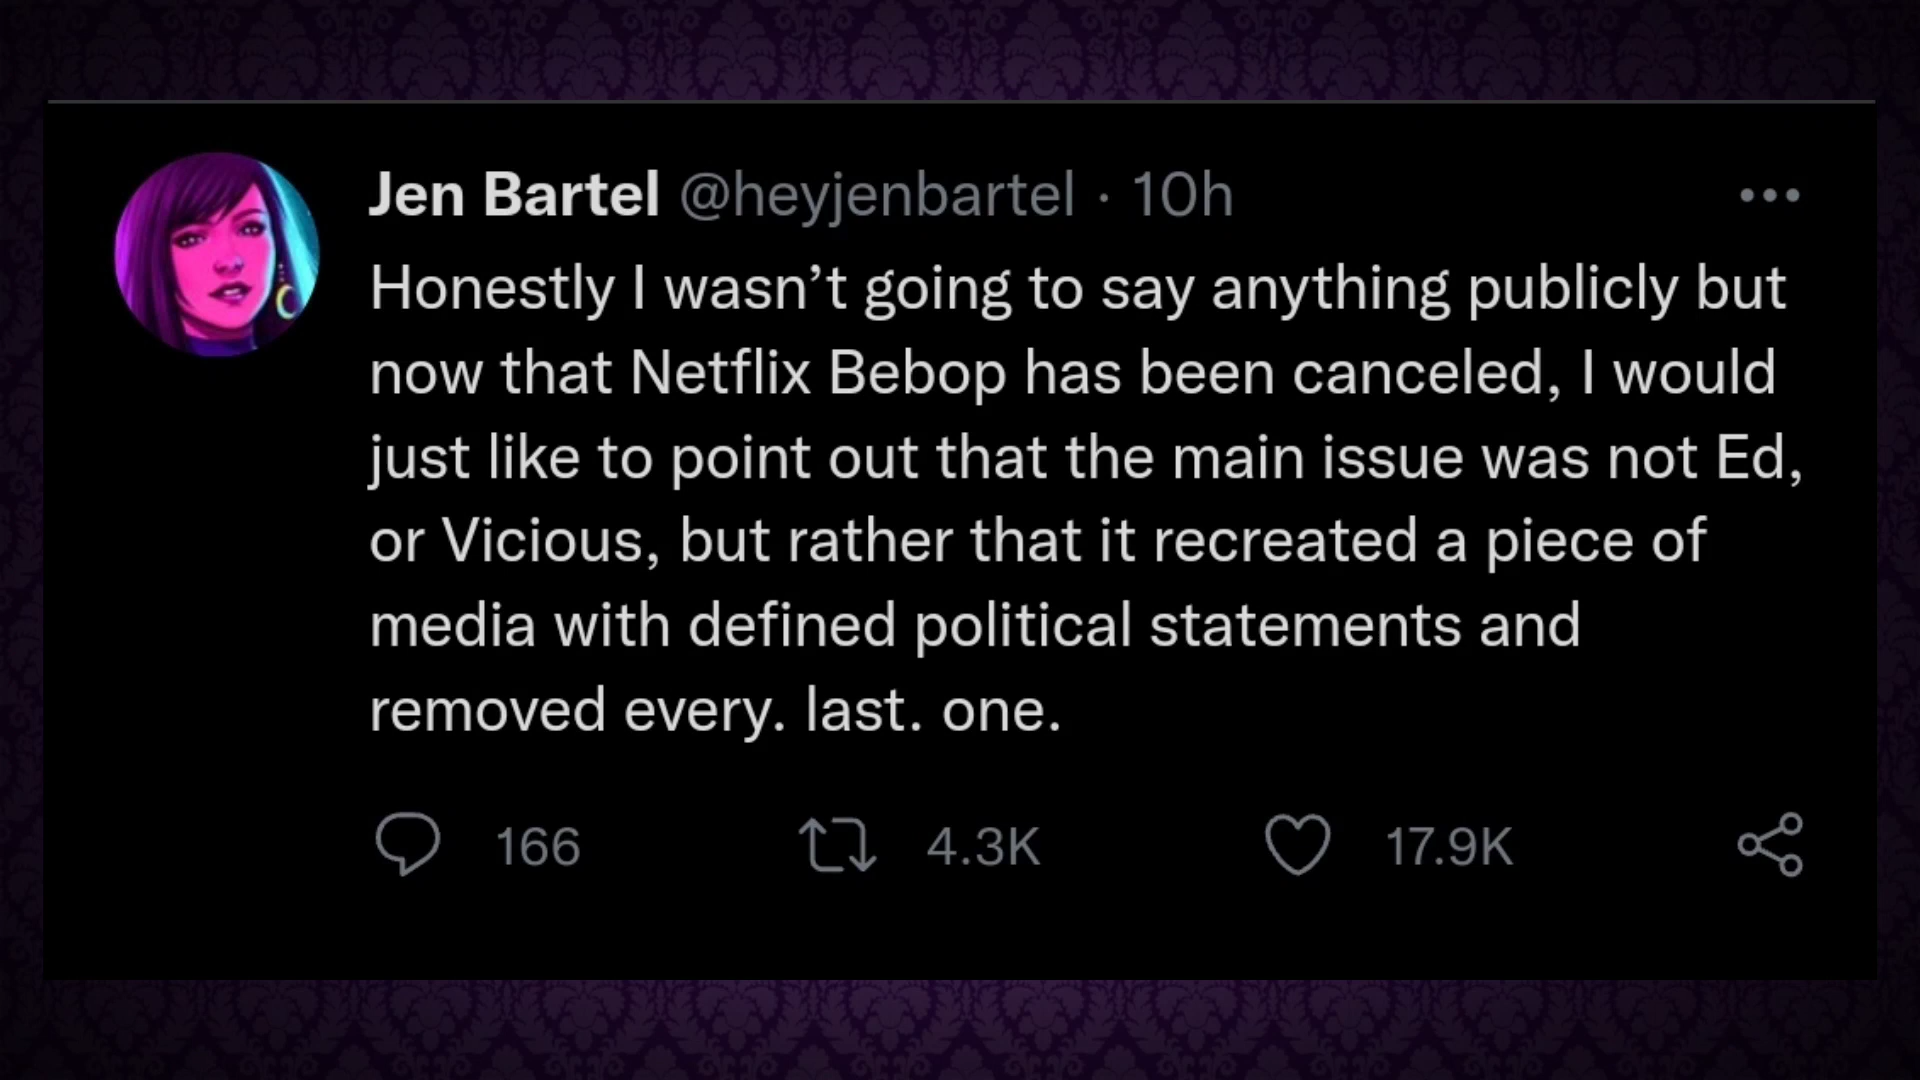 Jen Bartel @heyjenbartel · 10h
Honestly I wasn’t going to say anything publicly but
now that Netflix Bebop has been canceled, I would
just like to point out that the main issue was not Ed,
or Vicious, but rather that it recreated a piece of
media with defined political statements and
removed every. last. one.
166 4.3K 17.9K